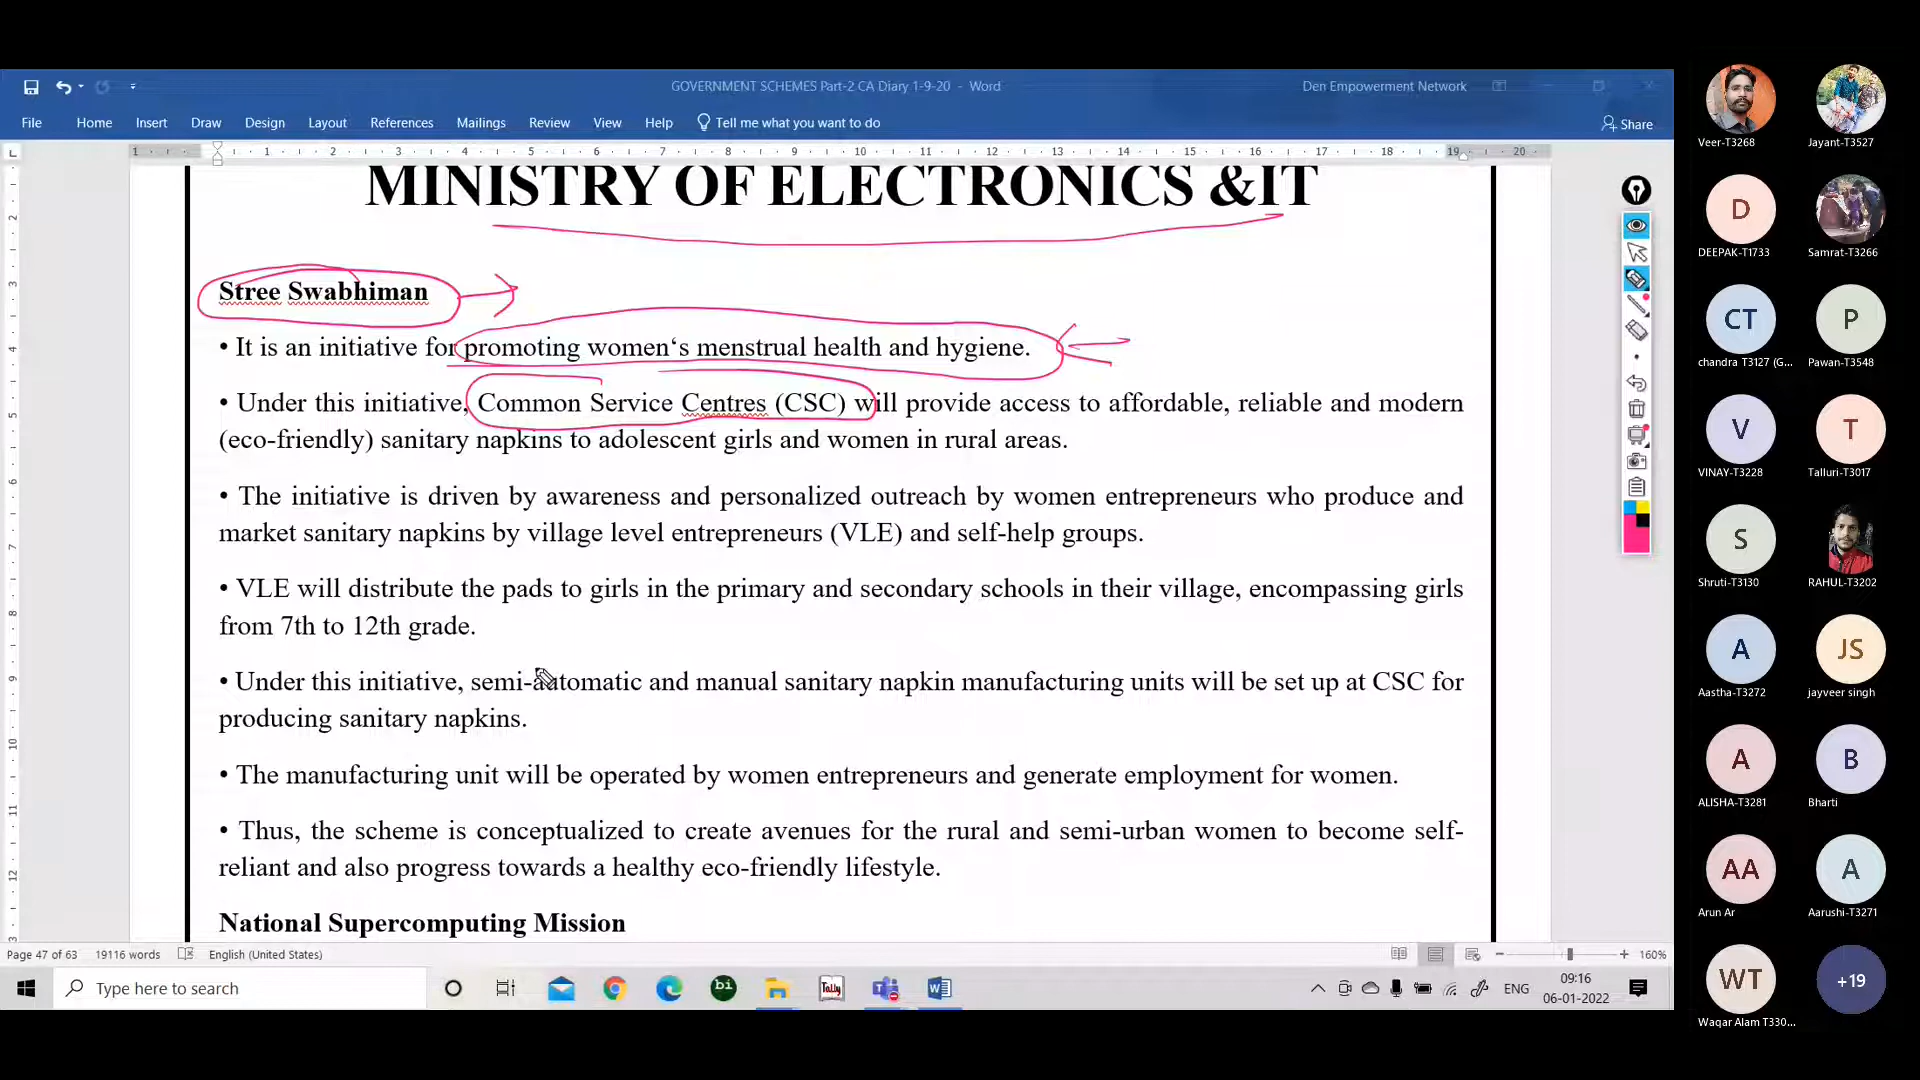 GOVERNMENT SCHEMES Part-2 CA Diary 1-9-20 - Word
Den Empowerment Network
File Home Insert Draw Design Layout References Mailings Review View Help Tell me what you want to do Share
MINISTRY OF ELECTRONICS &IT
Stree Swabhiman
• It is an initiative for promoting women‘s menstrual health and hygiene.
• Under this initiative, Common Service Centres (CSC) will provide access to affordable, reliable and modern
(eco-friendly) sanitary napkins to adolescent girls and women in rural areas.
• The initiative is driven by awareness and personalized outreach by women entrepreneurs who produce and
market sanitary napkins by village level entrepreneurs (VLE) and self-help groups.
• VLE will distribute the pads to girls in the primary and secondary schools in their village, encompassing girls
from 7th to 12th grade.
• Under this initiative, semi-automatic and manual sanitary napkin manufacturing units will be set up at CSC for
producing sanitary napkins.
• The manufacturing unit will be operated by women entrepreneurs and generate employment for women.
• Thus, the scheme is conceptualized to create avenues for the rural and semi-urban women to become self-
reliant and also progress towards a healthy eco-friendly lifestyle.
National Supercomputing Mission
Page 47 of 63 19116 words English (United States) 160%
Type here to search
bi
Tally
ENG
09:16
06-01-2022
Veer-T3268 Jayant-T3527
D
DEEPAK-T1733 Samrat-T3266
CT P
chandra T3127 (G... Pawan-T3548
V T
VINAY-T3228 Talluri-T3017
S
Shruti-T3130 RAHUL-T3202
A JS
Aastha-T3272 jayveer singh
A B
ALISHA-T3281 Bharti
AA A
Arun Ar Aarushi-T3271
WT +19
Waqar Alam T330...